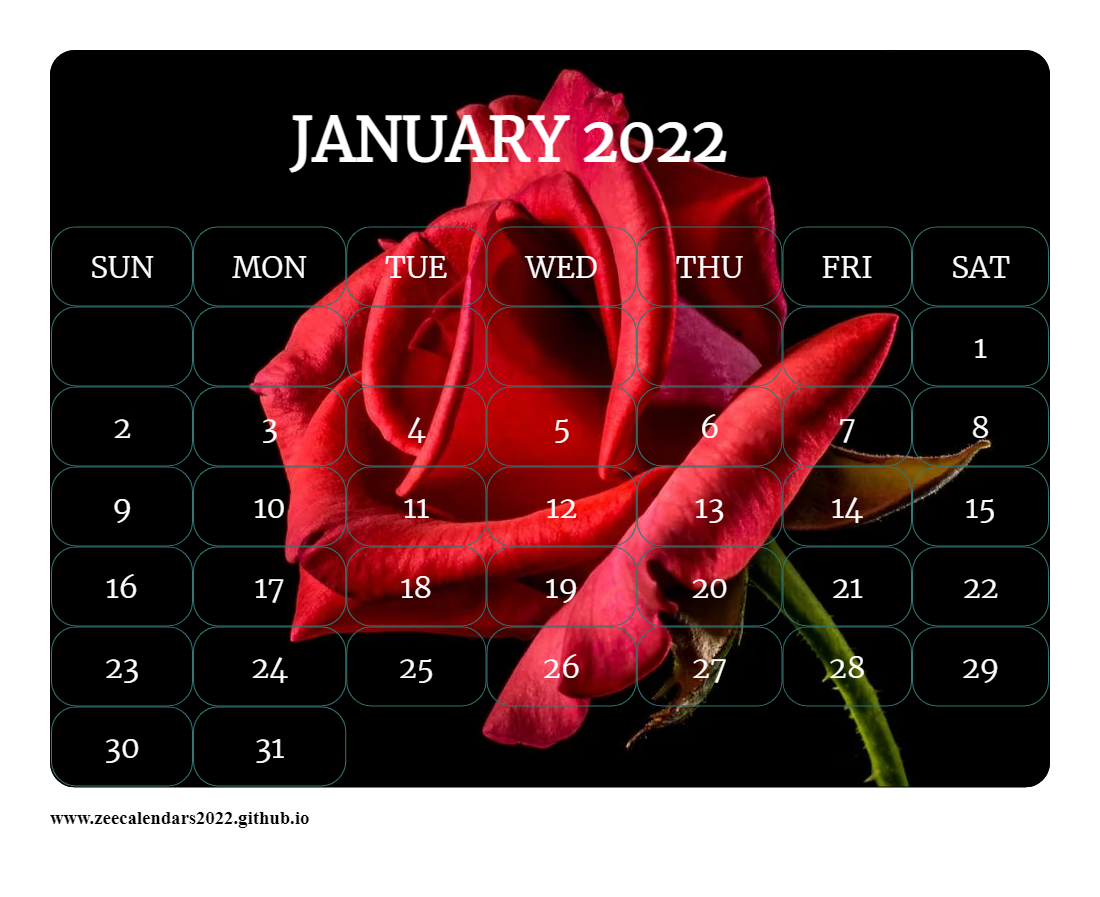 JANUARY 2022
SUN MON TUE WED THU FRI SAT
1
2 3 4 5 6 7 8
9 10 11 12 13 14 15
16 17 18 19 20 21 22
23 24 25 26 27 28 29
30 31
www.zeecalendars2022.github.io